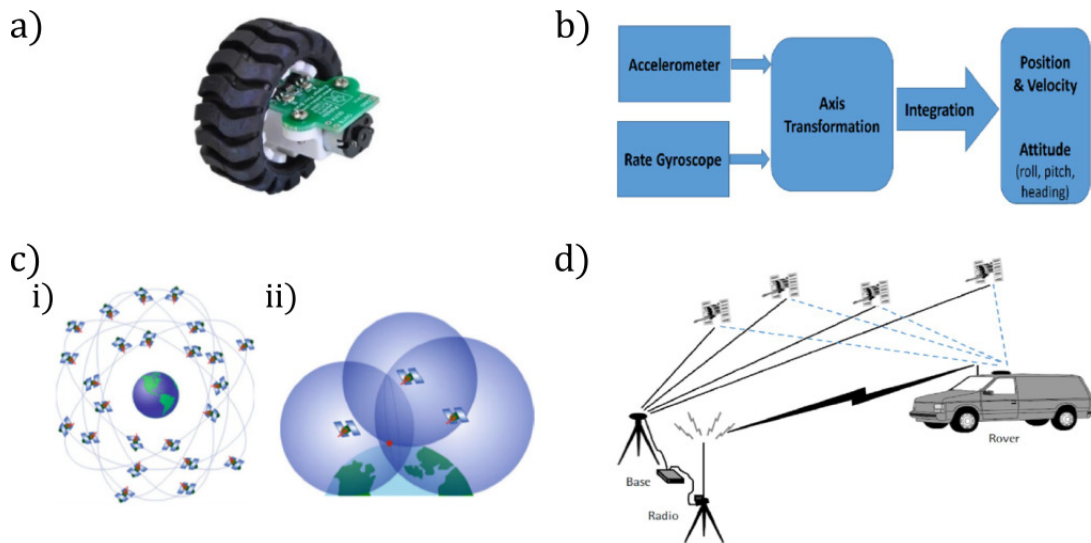 a)
b)
Accelerometer
Rate Gyroscope
Axis
Transformation
Integration
Position
& Velocity
Attitude
(roll, pitch,
heading)
c)
i)
ii)
d)
Base
Radio
Rover